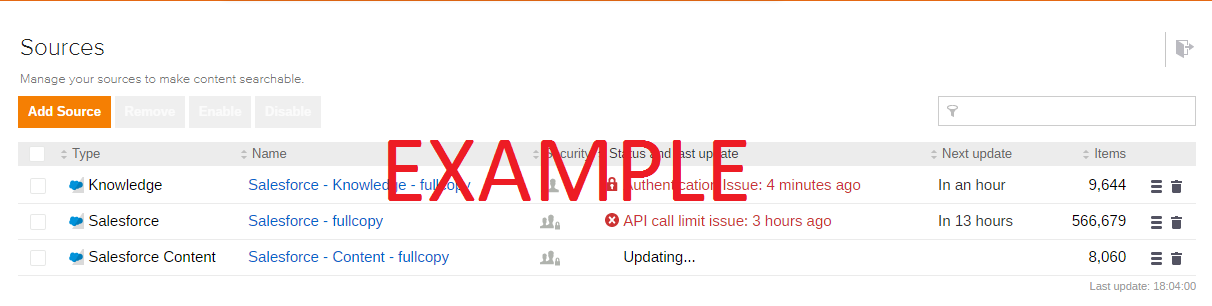 Sources
Manage your sources to make content searchable.
Add Source Remove Enable Disable
Type Name Security Status and last update Next update Items
EXAMPLE
Knowledge Salesforce - Knowledge - fullcopy Authentication Issue: 4 minutes ago In an hour 9,644
Salesforce Salesforce - fullcopy API call limit issue: 3 hours ago In 13 hours 566,679
Salesforce Content Salesforce - Content - fullcopy Updating... 8,060
Last update: 18:04:00